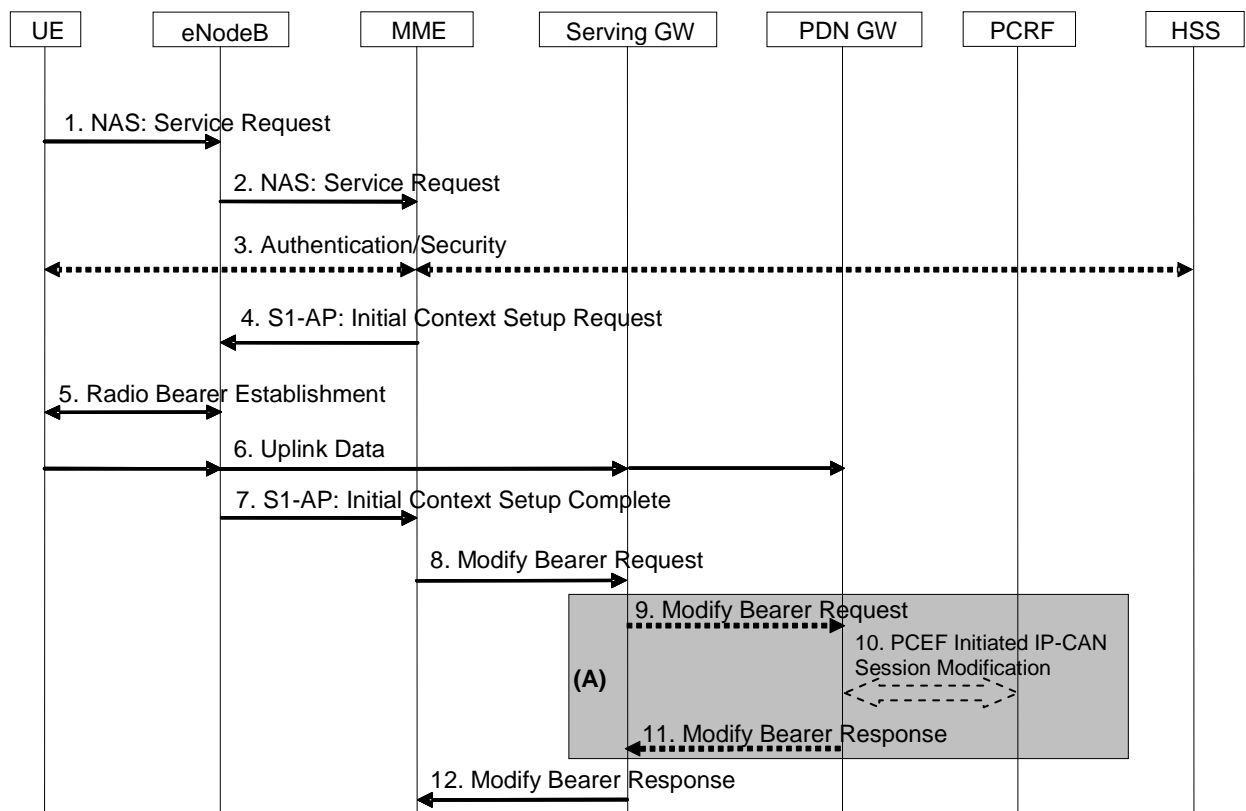 UE
eNodeB
MME
Serving GW
PDN GW
PCRF
HSS
1. NAS: Service Request
2. NAS: Service Request
3. Authentication/Security
4. S1-AP: Initial Context Setup Request
5. Radio Bearer Establishment
6. Uplink Data
7. S1-AP: Initial Context Setup Complete
8. Modify Bearer Request
9. Modify Bearer Request
10. PCEF Initiated IP-CAN
Session Modification
(A)
11. Modify Bearer Response
12. Modify Bearer Response